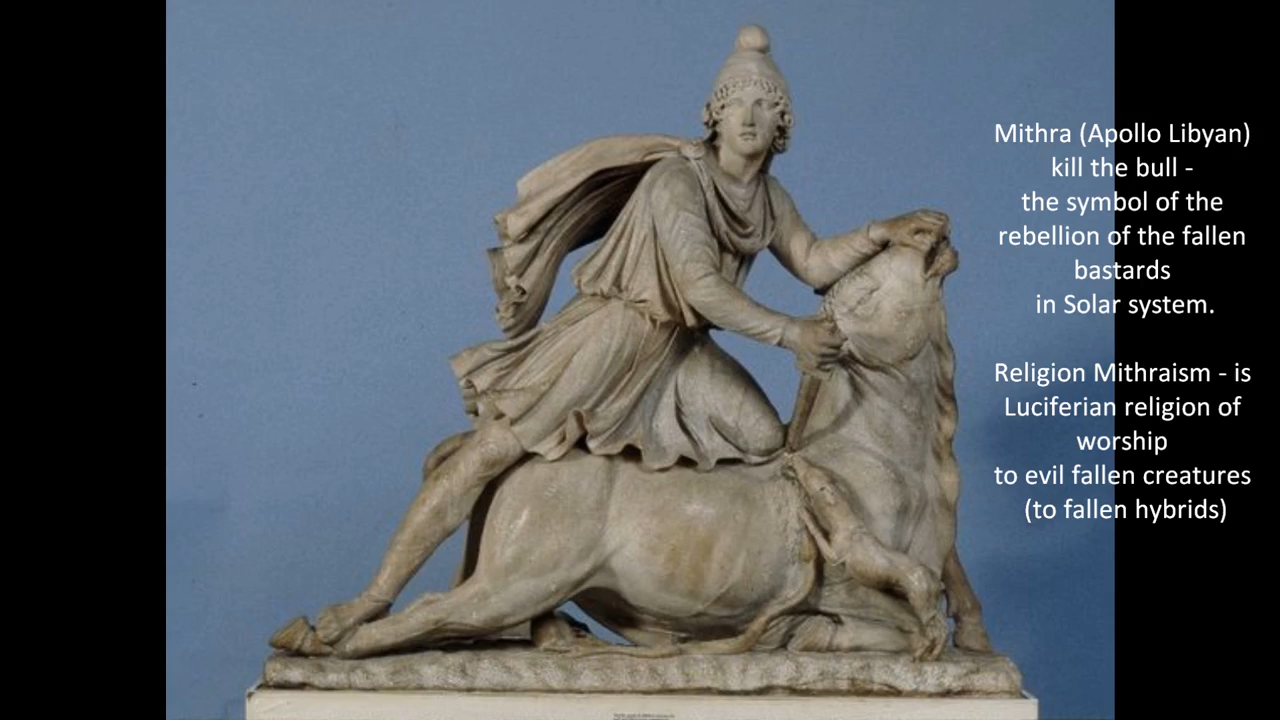 Mithra (Apollo Libyan)
kill the bull -
the symbol of the
rebellion of the fallen
bastards
in Solar system.
Religion Mithraism - is
Luciferian religion of
worship
to evil fallen creatures
(to fallen hybrids)